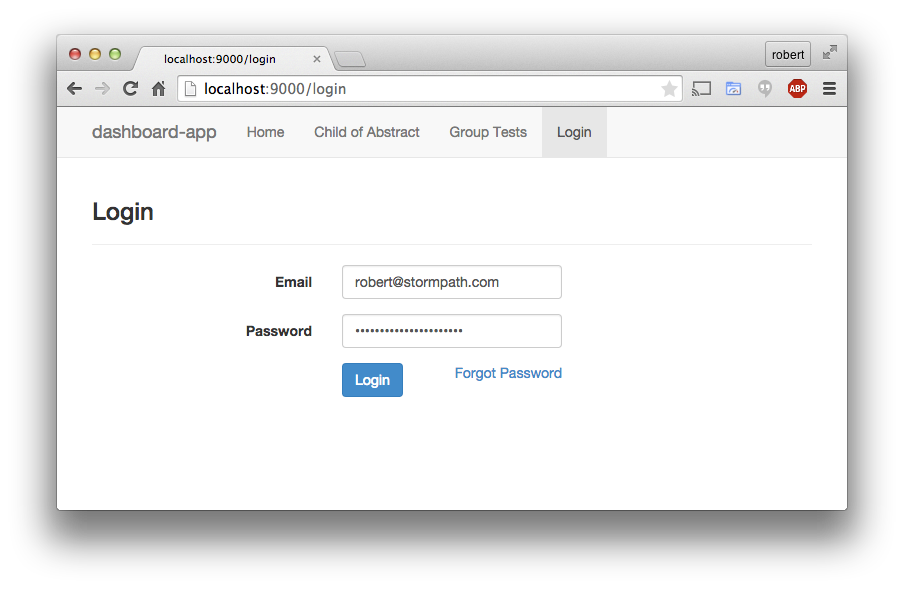 localhost:9000/login
robert
localhost:9000/login
ABP
dashboard-app Home Child of Abstract Group Tests Login
Login
Email robert@stormpath.com
Password ••••••••••••••••••••••
Login Forgot Password